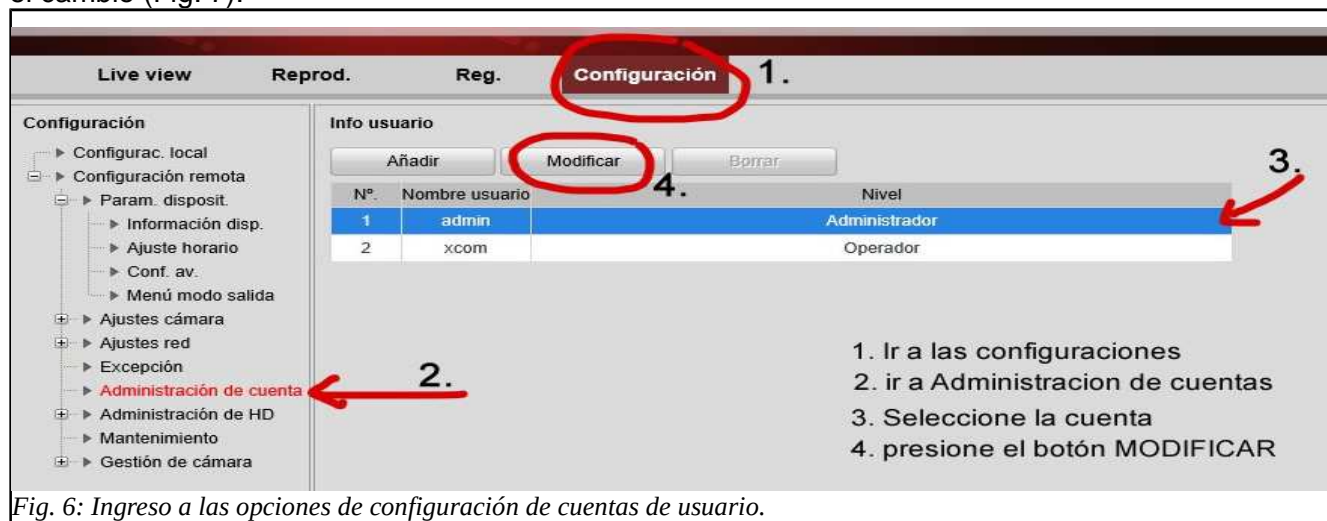 el cambio (Fig. 7).
Live view Reprod. Reg. Configuración 1.
Configuración
Configurac. local
Configuración remota
Param. disposit.
Información disp.
Ajuste horario
Conf. av.
Menú modo salida
Ajustes cámara
Ajustes red
Excepción
Administración de cuenta
Administración de HD
Mantenimiento
Gestión de cámara
2.
Info usuario
Añadir Modificar Borrar
4.
3.
Nº. Nombre usuario Nivel
1 admin Administrador
2 xcom Operador
1. Ir a las configuraciones
2. ir a Administracion de cuentas
3. Seleccione la cuenta
4. presione el botón MODIFICAR
Fig. 6: Ingreso a las opciones de configuración de cuentas de usuario.